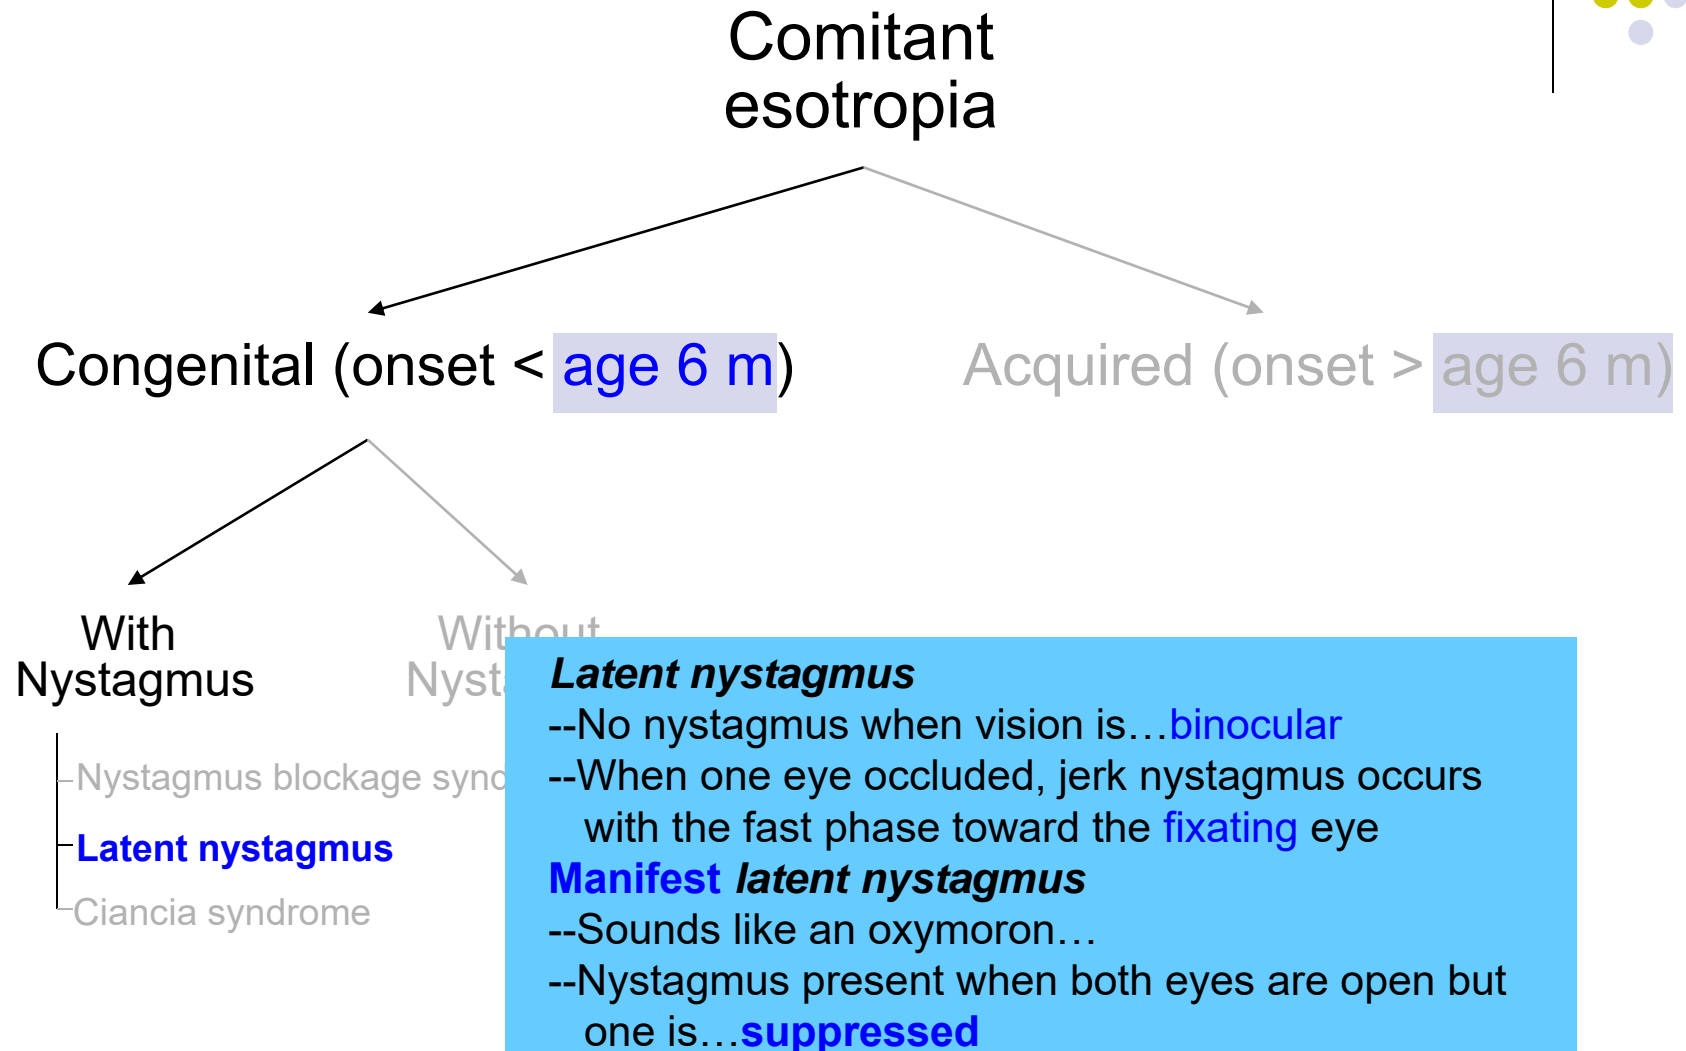 Comitant
esotropia
Congenital (onset < age 6 m)
Acquired (onset > age 6 m)
With
Nystagmus
Without
Nyst
Nystagmus blockage synd
Latent nystagmus
Ciancia syndrome
Latent nystagmus
--No nystagmus when vision is…binocular
--When one eye occluded, jerk nystagmus occurs
with the fast phase toward the fixating eye
Manifest latent nystagmus
--Sounds like an oxymoron…
--Nystagmus present when both eyes are open but
one is…suppressed